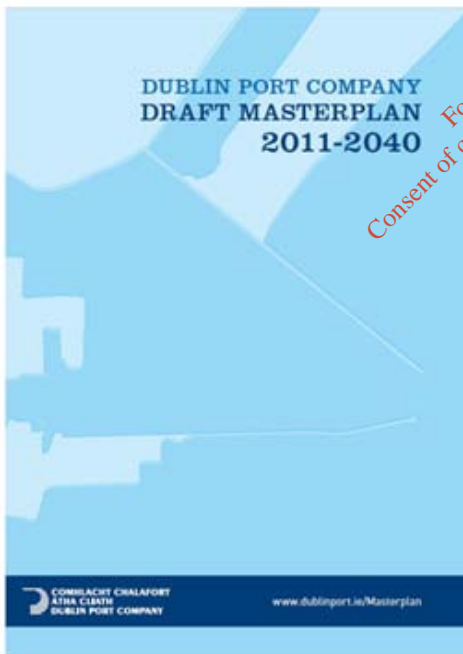 DUBLIN PORT COMPANY
DRAFT MASTERPLAN
2011-2040
Fo
Consent of c
COMHLACHT CHALAFORT
ÁTHA CLIATH
DUBLIN PORT COMPANY
www.dublinport.ie/Masterplan